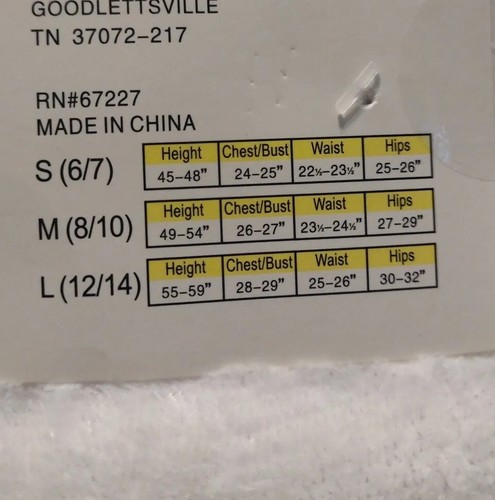 GOODLETTSVILLE
TN 37072-217
RN#67227
MADE IN CHINA
S (6/7) Height Chest/Bust Waist Hips
45-48" 24-25" 22½-23½" 25-26"
M (8/10) Height Chest/Bust Waist Hips
49-54" 26-27" 23½-24½" 27-29"
L (12/14) Height Chest/Bust Waist Hips
55-59" 28-29" 25-26" 30-32"